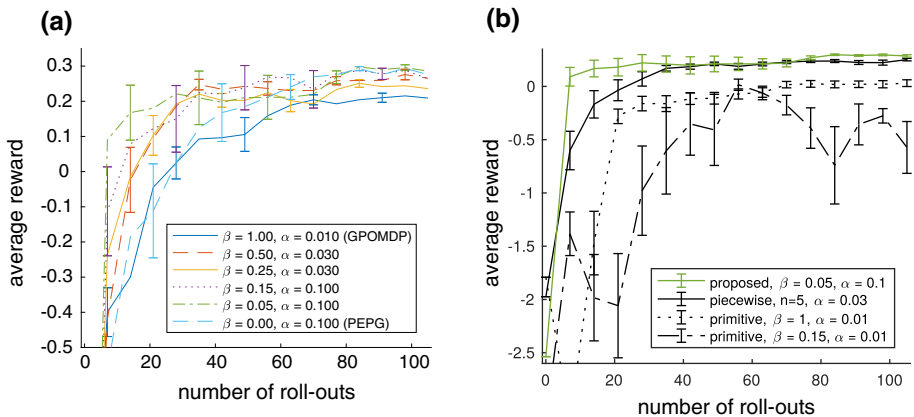 (a)
average reward
0.3
0.2
0.1
0
-0.1
-0.2
-0.3
-0.4
-0.5
0 20 40 60 80 100
number of roll-outs
β = 1.00, α = 0.010 (GPOMDP)
β = 0.50, α = 0.030
β = 0.25, α = 0.030
β = 0.15, α = 0.100
β = 0.05, α = 0.100
β = 0.00, α = 0.100 (PEPG)
(b)
average reward
0
-0.5
-1
-1.5
-2
-2.5
0 20 40 60 80 100
number of roll-outs
proposed, β = 0.05, α = 0.1
piecewise, n=5, α = 0.03
primitive, β = 1, α = 0.01
primitive, β = 0.15, α = 0.01